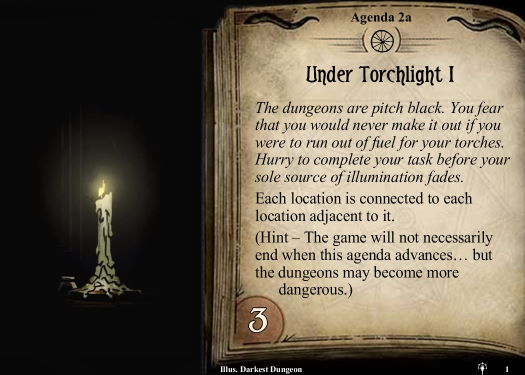 Agenda 2a
Under Torchlight I
The dungeons are pitch black. You fear
that you would never make it out if you
were to run out of fuel for your torches.
Hurry to complete your task before your
sole source of illumination fades.
Each location is connected to each
location adjacent to it.
(Hint – The game will not necessarily
end when this agenda advances… but
the dungeons may become more
dangerous.)
3
Illus. Darkest Dungeon
1